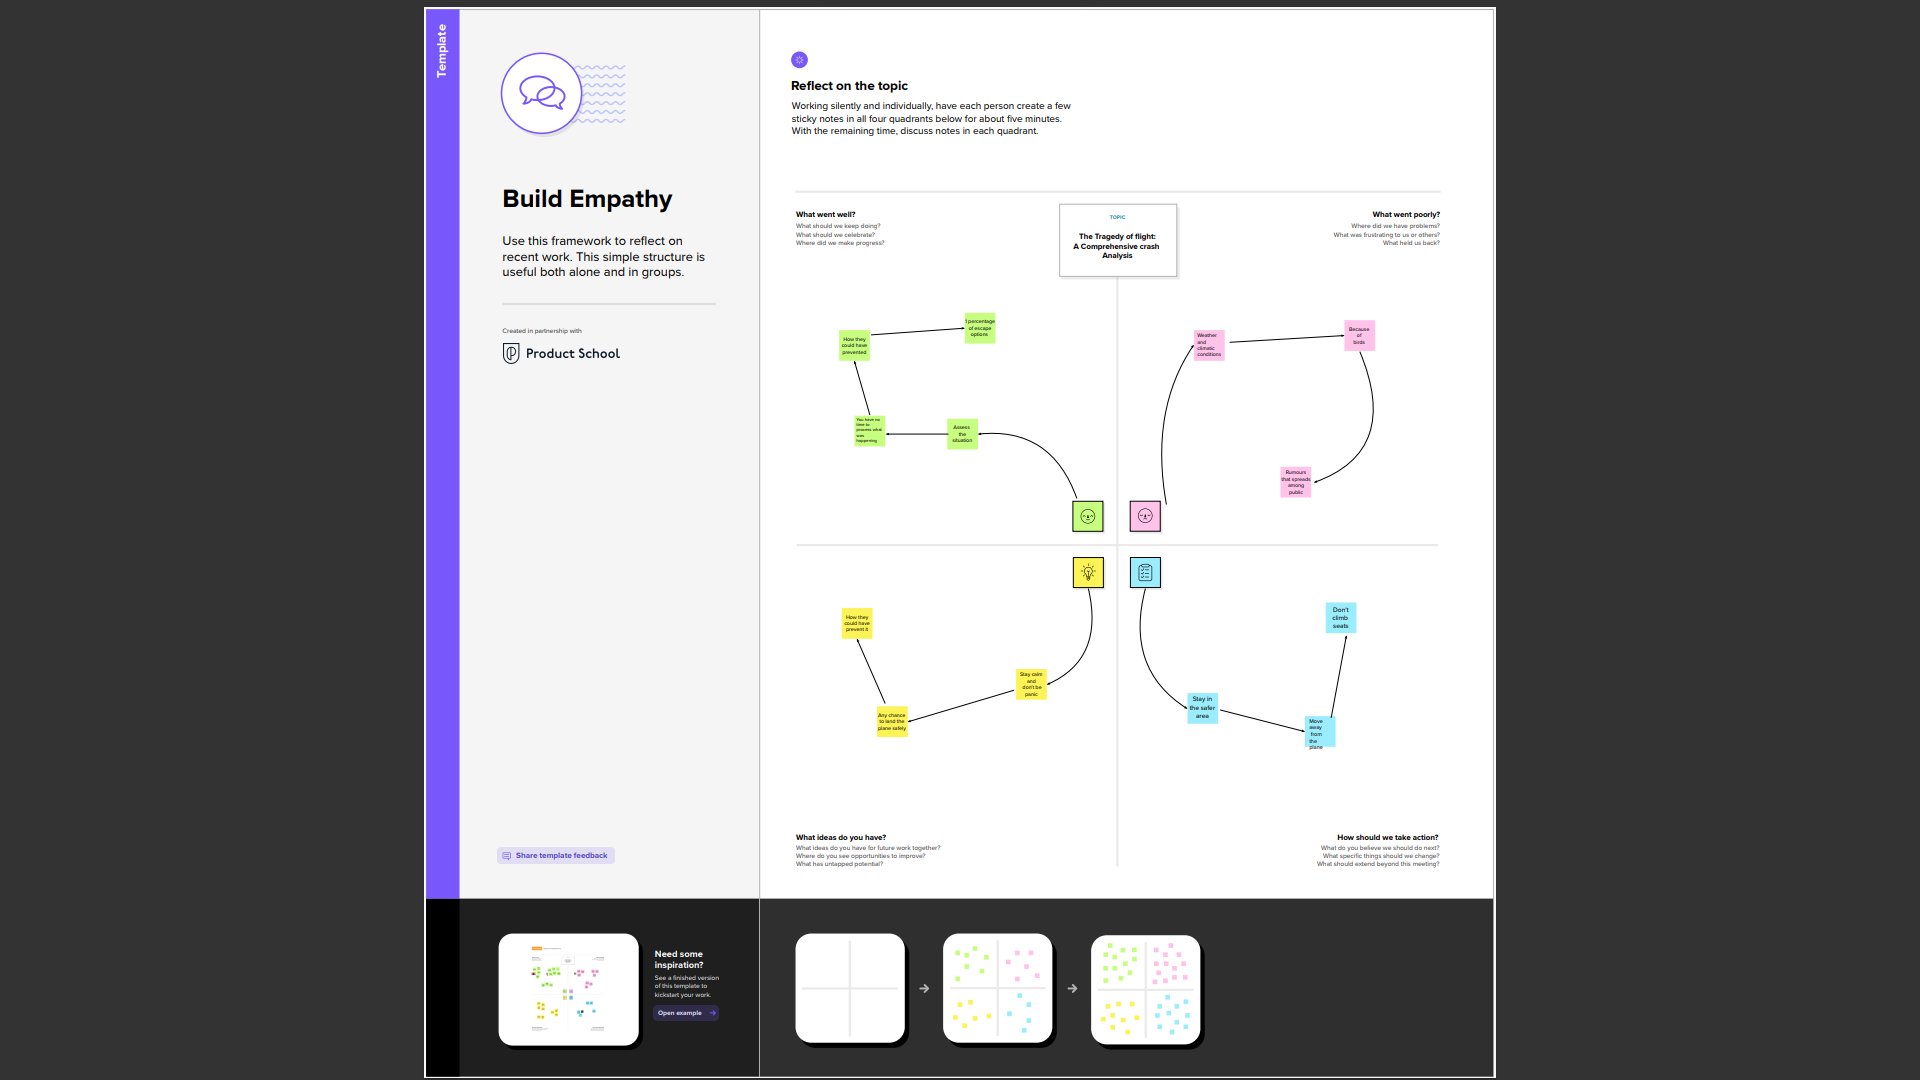 Template
Build Empathy
Use this framework to reflect on
recent work. This simple structure is
useful both alone and in groups.
Created in partnership with
Product School
Share template feedback
Reflect on the topic
Working silently and individually, have each person create a few
sticky notes in all four quadrants below for about five minutes.
With the remaining time, discuss notes in each quadrant.
What went well?
What should we keep doing?
What should we celebrate?
Where did we make progress?
TOPIC
The Tragedy of flight:
A Comprehensive crash
Analysis
What went poorly?
Where did we have problems?
What was frustrating to us or others?
What held us back?
How they
could have
prevented
percentage
of escape
options
You have no
time to
process what
was
happening
Assess
the
situation
Weather
and
climatic
conditions
Because
of
birds
Rumours
that spreads
among
public
How they
could have
prevent it
Any chance
to land the
plane safely
Stay calm
and
don't be
panic
Stay in
the safer
area
Move
away
from
the
plane
Don't
climb
seats
What ideas do you have?
What ideas do you have for future work together?
Where do you see opportunities to improve?
What has untapped potential?
How should we take action?
What do you believe we should do next?
What specific things should we change?
What should extend beyond this meeting?
Need some
inspiration?
See a finished version
of this template to
kickstart your work.
Open example